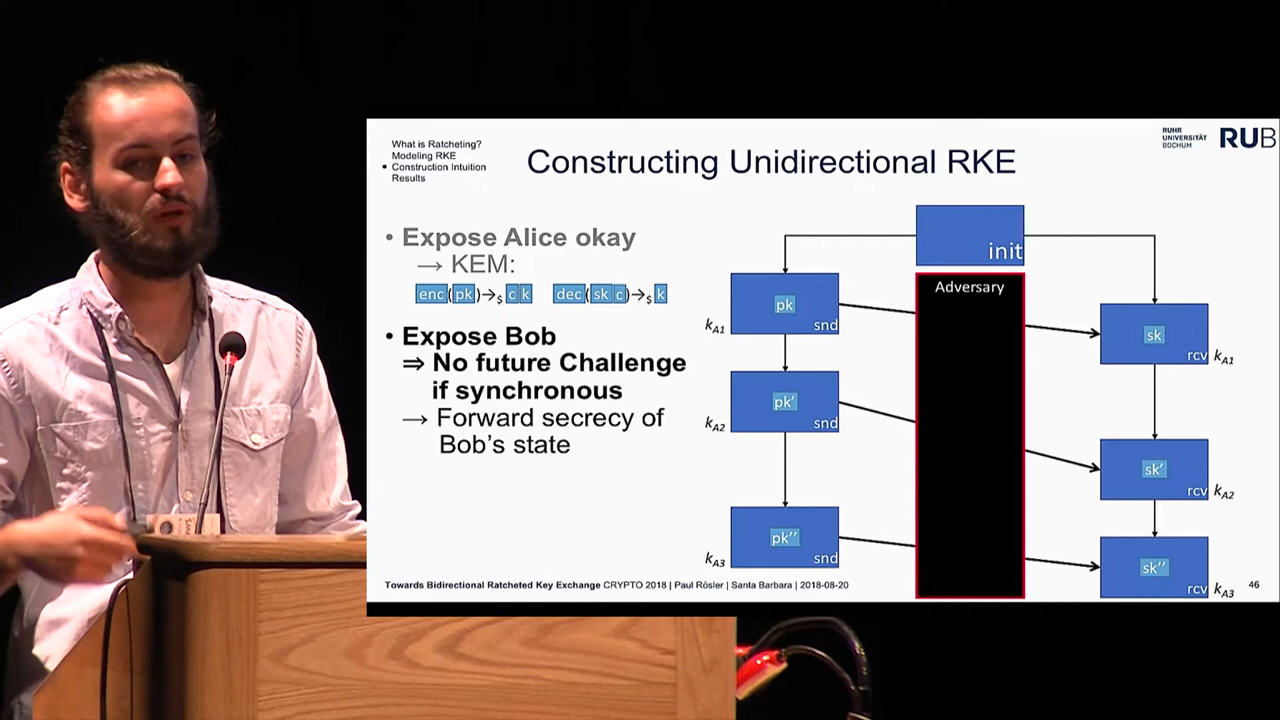 What is Ratcheting?
Modeling RKE
• Construction Intuition
Results
Constructing Unidirectional RKE
RUHR
UNIVERSITÄT
BOCHUM
RUB
• Expose Alice okay
→ KEM:
enc(pk)→$ c k dec(sk c)→$ k
• Expose Bob
⇒ No future Challenge
if synchronous
→ Forward secrecy of
Bob's state
init
Adversary
pk
snd
kA1
sk
rcv kA1
pk'
snd
kA2
sk'
rcv kA2
pk''
snd
kA3
sk''
rcv kA3
Towards Bidirectional Ratcheted Key Exchange CRYPTO 2018 | Paul Rösler | Santa Barbara | 2018-08-20
46